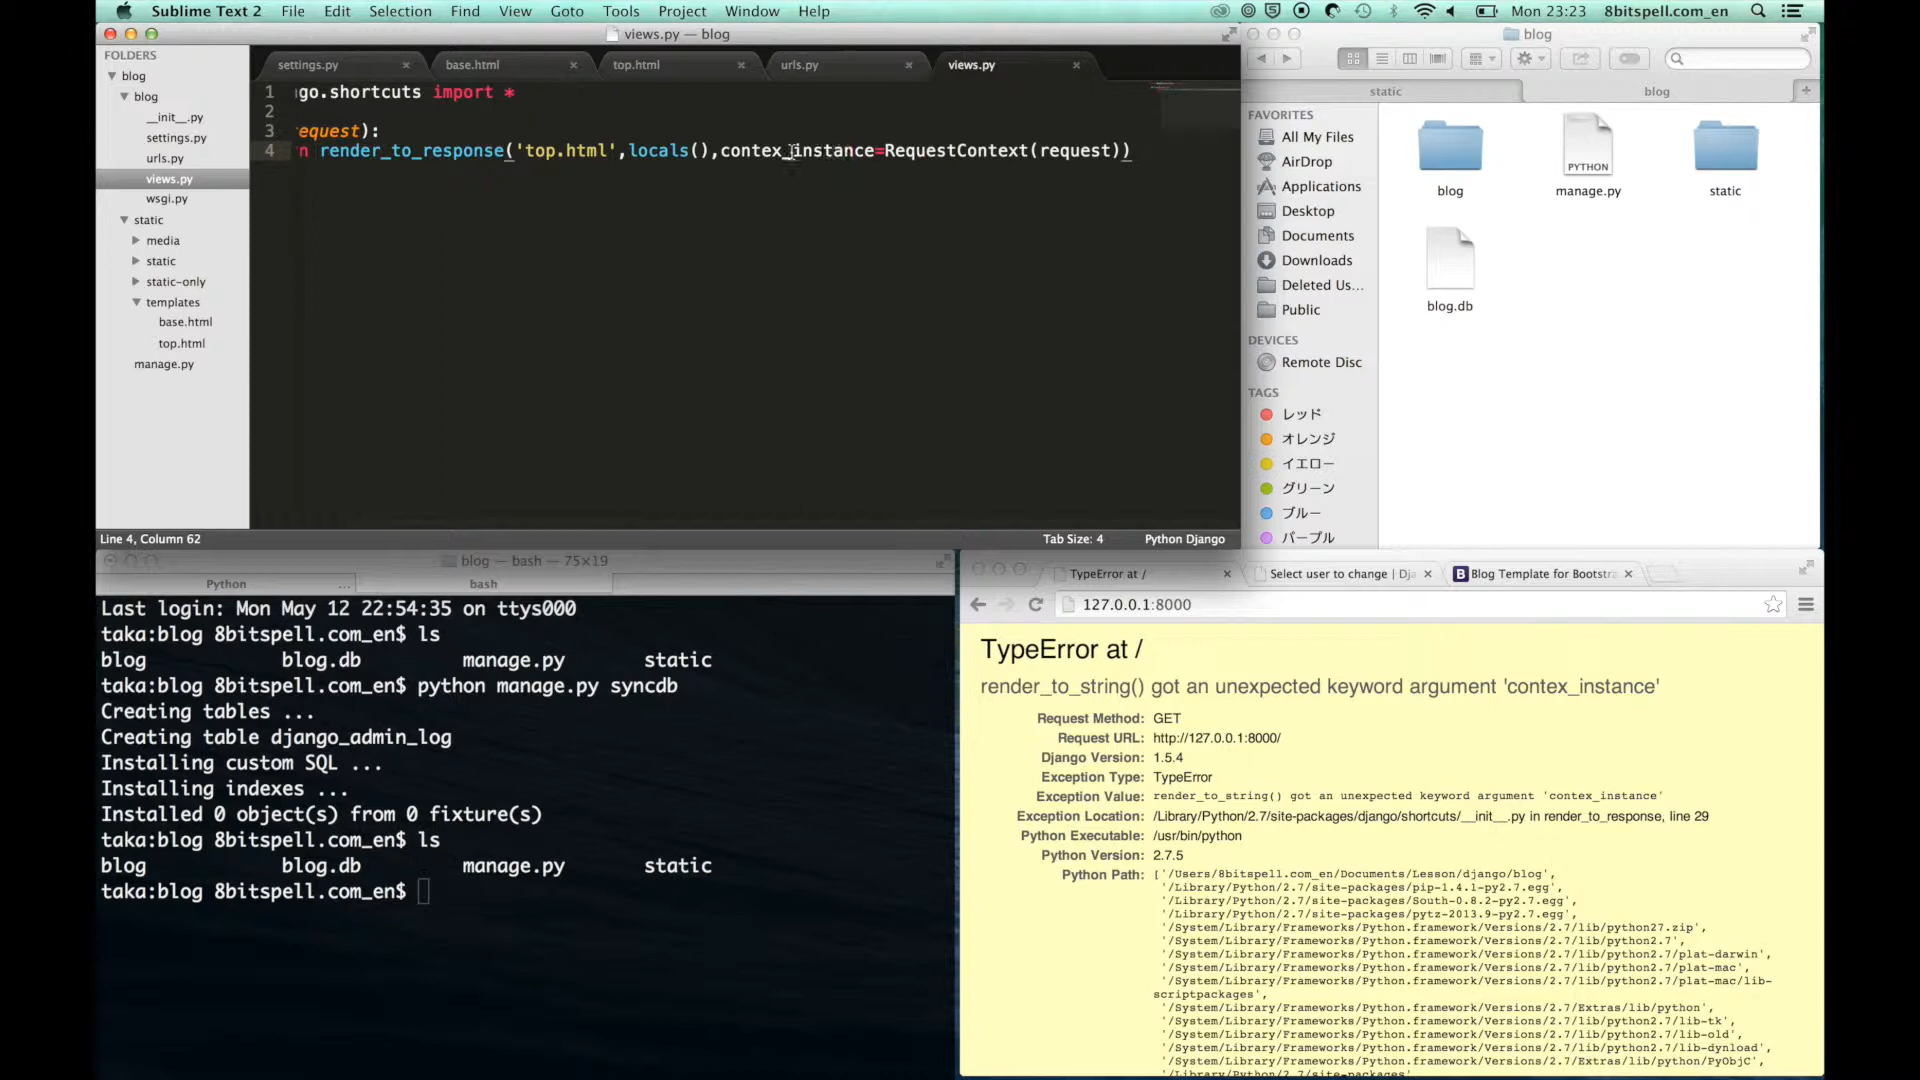 Sublime Text 2 File Edit Selection Find View Goto Tools Project Window Help Mon 23:23 8bitspell.com_en
views.py — blog
FOLDERS
blog
blog
__init__.py
settings.py
urls.py
views.py
wsgi.py
static
media
static
static-only
templates
base.html
top.html
manage.py
settings.py base.html top.html urls.py views.py
1 go.shortcuts import *
2
3 equest):
4 n render_to_response('top.html',locals(),contex_instance=RequestContext(request))
Line 4, Column 62 Tab Size: 4 Python Django
blog
static blog
FAVORITES
All My Files
AirDrop
Applications
Desktop
Documents
Downloads
Deleted Us...
Public
DEVICES
Remote Disc
TAGS
レッド
オレンジ
イエロー
グリーン
ブルー
パープル
PYTHON
blog manage.py static
blog.db
blog — bash — 75×19
Python ... bash
Last login: Mon May 12 22:54:35 on ttys000
taka:blog 8bitspell.com_en$ ls
blog blog.db manage.py static
taka:blog 8bitspell.com_en$ python manage.py syncdb
Creating tables ...
Creating table django_admin_log
Installing custom SQL ...
Installing indexes ...
Installed 0 object(s) from 0 fixture(s)
taka:blog 8bitspell.com_en$ ls
blog blog.db manage.py static
taka:blog 8bitspell.com_en$
TypeError at / Select user to change | Dja B Blog Template for Bootstra
127.0.0.1:8000
TypeError at /
render_to_string() got an unexpected keyword argument 'contex_instance'
Request Method: GET
Request URL: http://127.0.0.1:8000/
Django Version: 1.5.4
Exception Type: TypeError
Exception Value: render_to_string() got an unexpected keyword argument 'contex_instance'
Exception Location: /Library/Python/2.7/site-packages/django/shortcuts/__init__.py in render_to_response, line 29
Python Executable: /usr/bin/python
Python Version: 2.7.5
Python Path: ['/Users/8bitspell.com_en/Documents/Lesson/django/blog',
'/Library/Python/2.7/site-packages/pip-1.4.1-py2.7.egg',
'/Library/Python/2.7/site-packages/South-0.8.2-py2.7.egg',
'/Library/Python/2.7/site-packages/pytz-2013.9-py2.7.egg',
'/System/Library/Frameworks/Python.framework/Versions/2.7/lib/python27.zip',
'/System/Library/Frameworks/Python.framework/Versions/2.7/lib/python2.7',
'/System/Library/Frameworks/Python.framework/Versions/2.7/lib/python2.7/plat-darwin',
'/System/Library/Frameworks/Python.framework/Versions/2.7/lib/python2.7/plat-mac',
'/System/Library/Frameworks/Python.framework/Versions/2.7/lib/python2.7/plat-mac/lib-
scriptpackages',
'/System/Library/Frameworks/Python.framework/Versions/2.7/Extras/lib/python',
'/System/Library/Frameworks/Python.framework/Versions/2.7/lib/python2.7/lib-tk',
'/System/Library/Frameworks/Python.framework/Versions/2.7/lib/python2.7/lib-old',
'/System/Library/Frameworks/Python.framework/Versions/2.7/lib/python2.7/lib-dynload',
'/System/Library/Frameworks/Python.framework/Versions/2.7/Extras/lib/python/PyObjC',
'/Library/Python/2.7/site-packages'